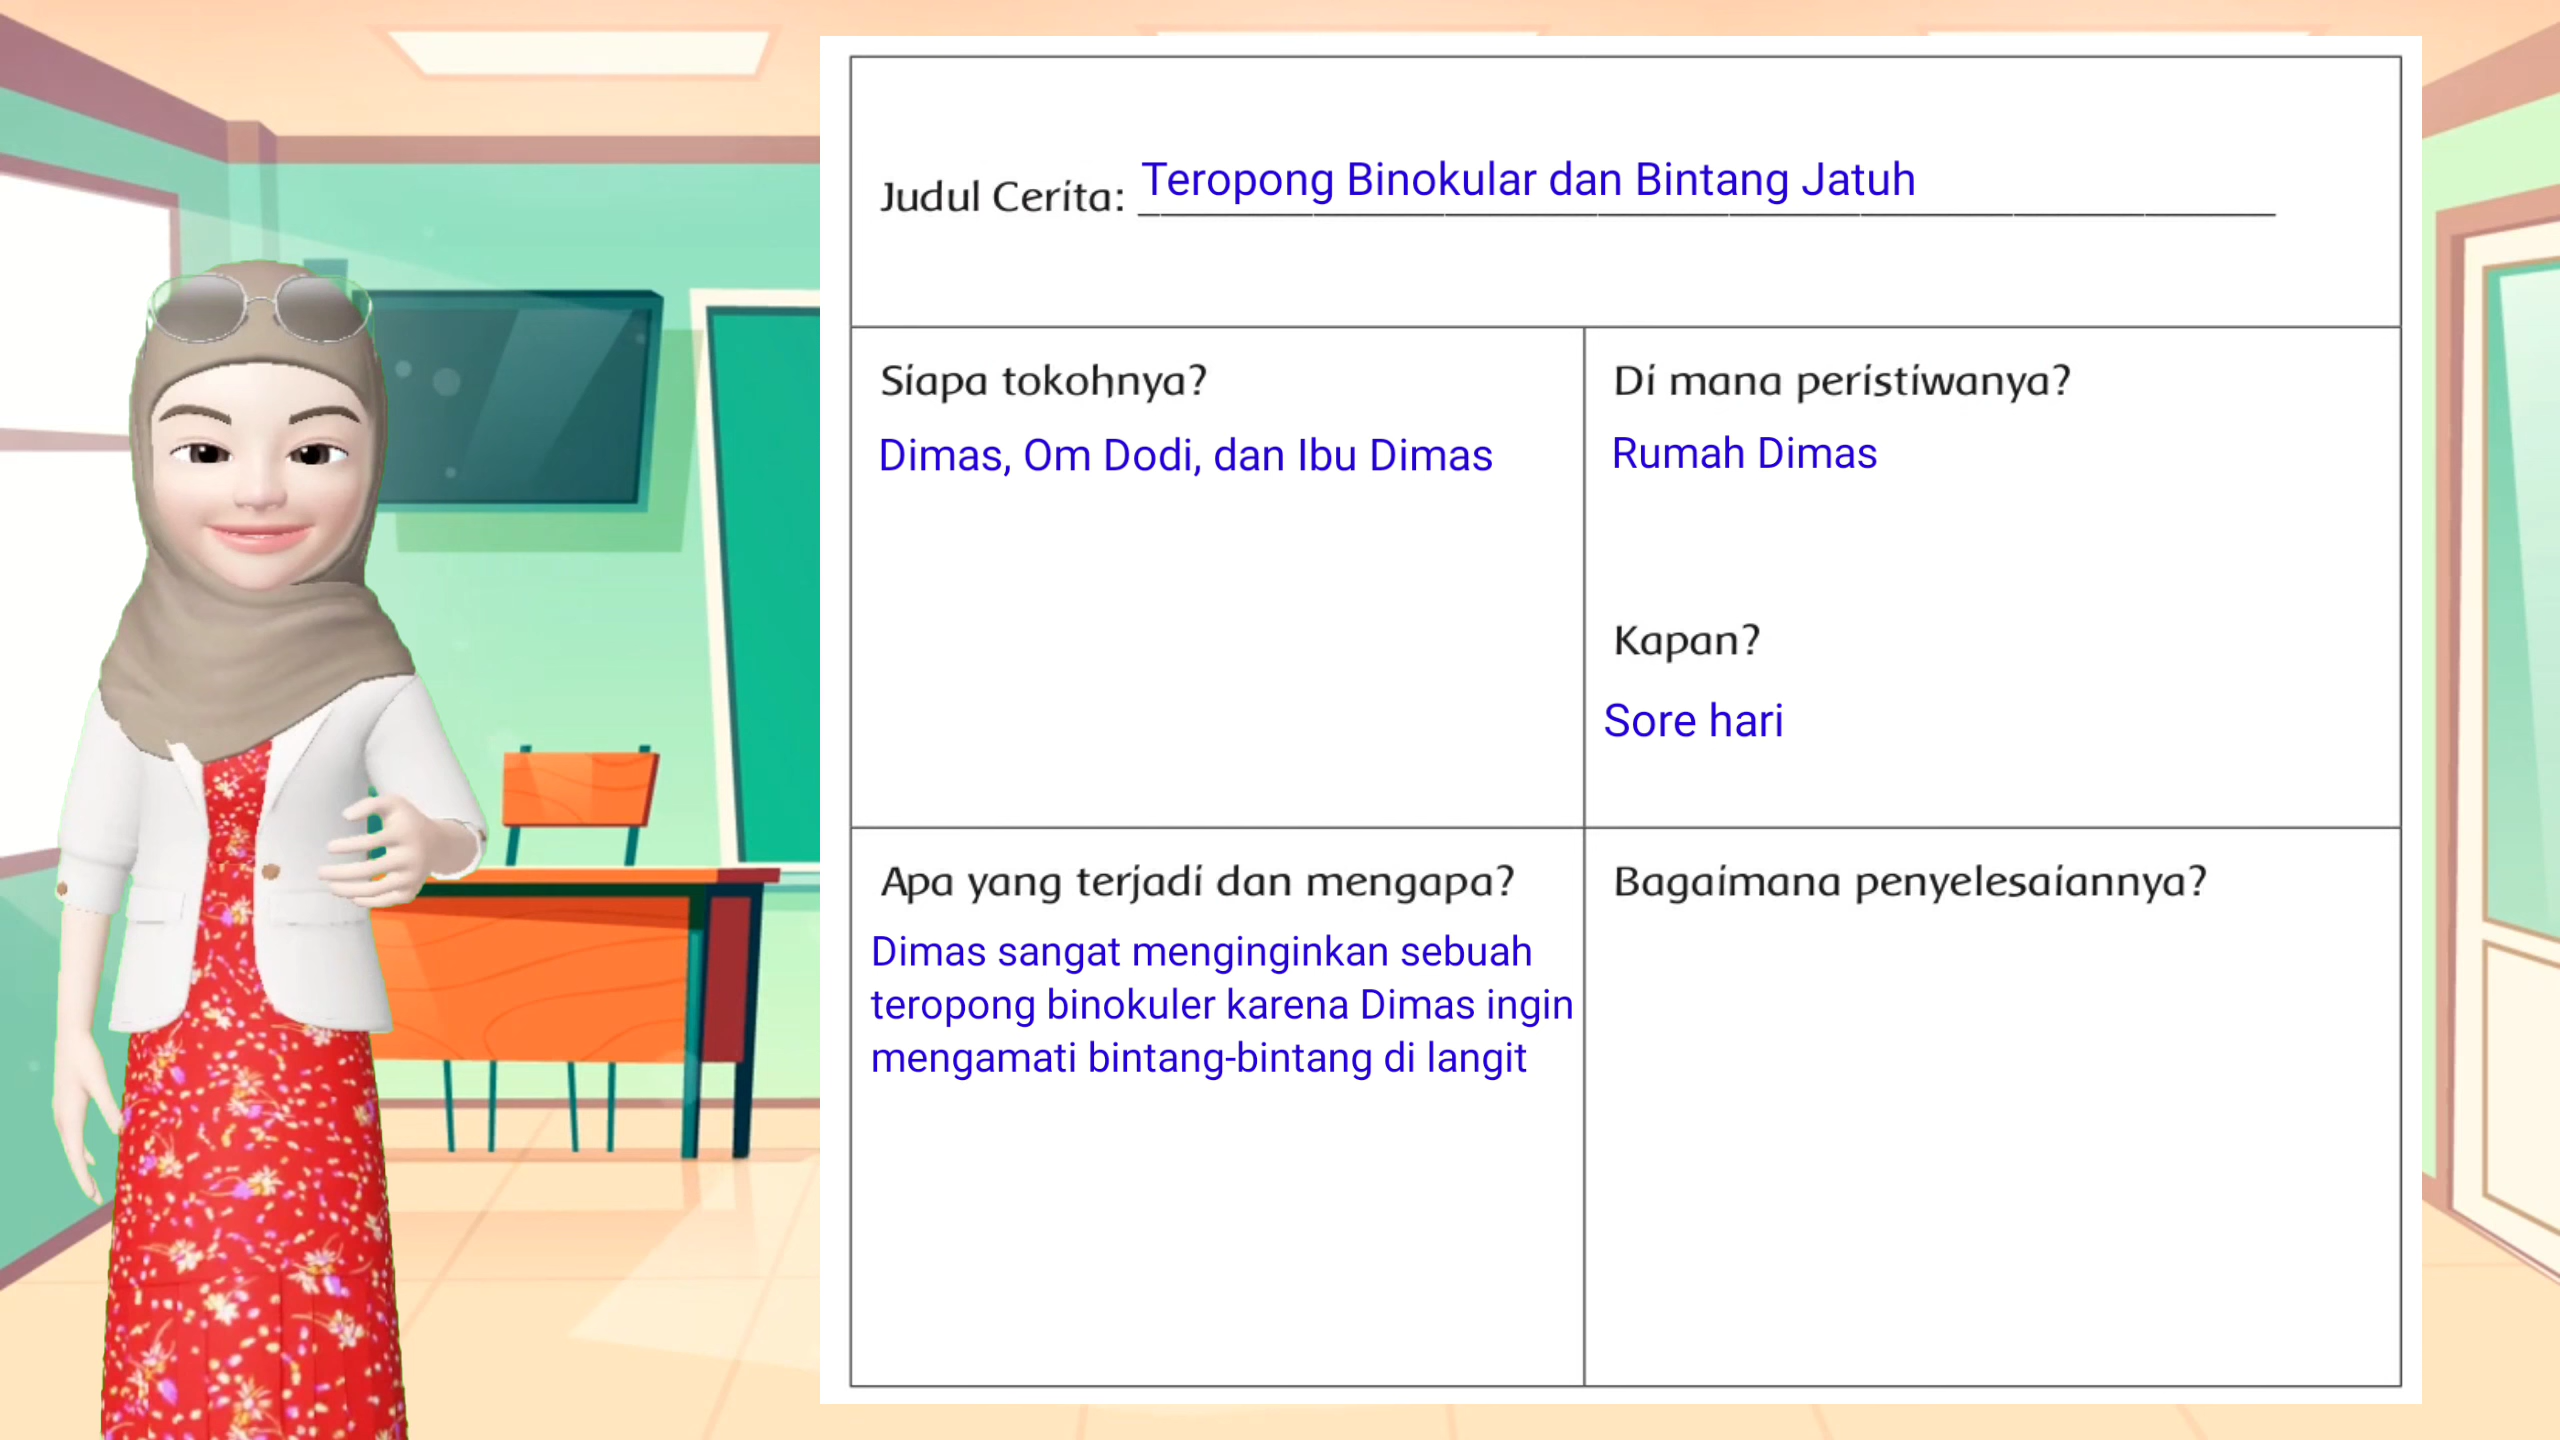 Judul Cerita: Teropong Binokular dan Bintang Jatuh
Siapa tokohnya?
Dimas, Om Dodi, dan Ibu Dimas
Di mana peristiwanya?
Rumah Dimas
Kapan?
Sore hari
Apa yang terjadi dan mengapa?
Dimas sangat menginginkan sebuah
teropong binokuler karena Dimas ingin
mengamati bintang-bintang di langit
Bagaimana penyelesaiannya?